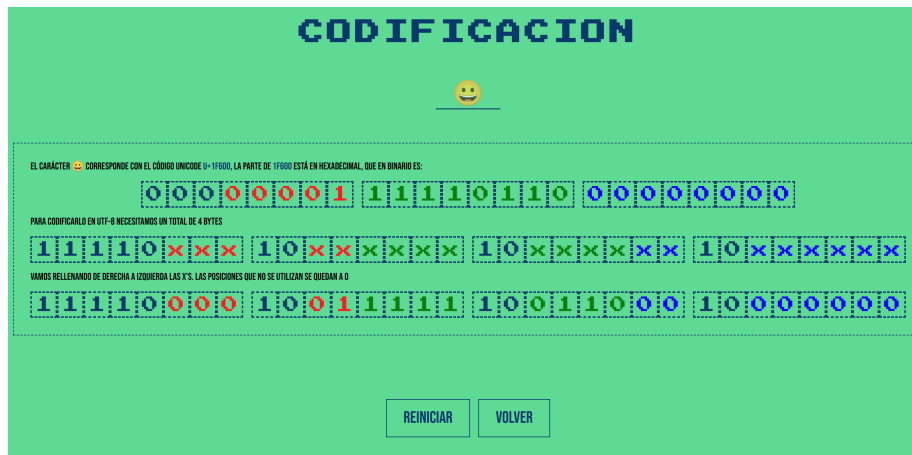 CODIFICACION
😀
EL CARÁCTER 😀 CORRESPONDE CON EL CÓDIGO UNICODE U+1F600, LA PARTE DE 1F600 ESTÁ EN HEXADECIMAL, QUE EN BINARIO ES:
00000001 11110110 00000000
PARA CODIFICARLO EN UTF-8 NECESITAMOS UN TOTAL DE 4 BYTES
11110xxx 10xxxxxx 10xxxxxx 10xxxxxx
VAMOS RELLENANDO DE DERECHA A IZQUIERDA LAS X'S. LAS POSICIONES QUE NO SE UTILIZAN SE QUEDAN A 0
11110000 10011111 10011000 10000000
REINICIAR VOLVER